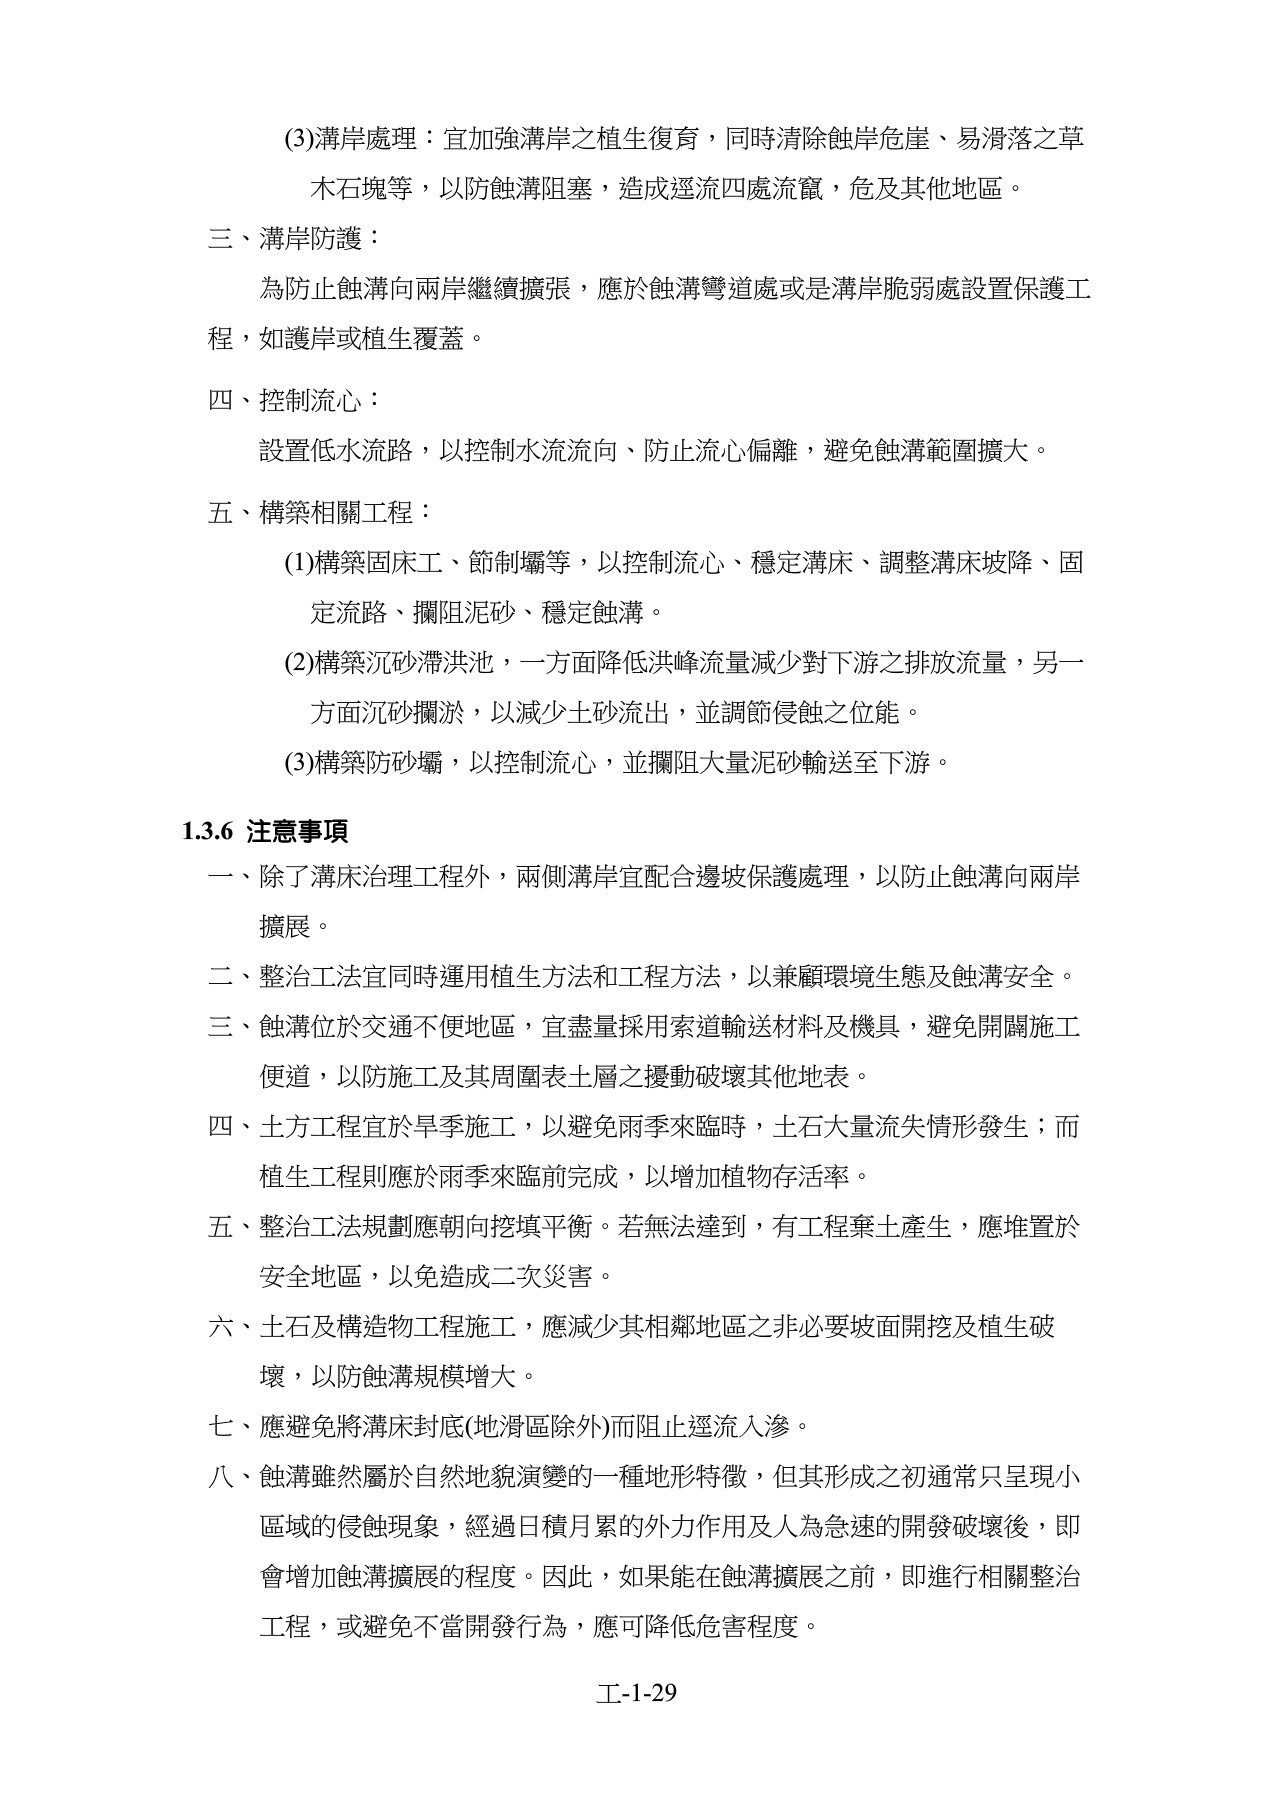 (3)溝岸處理：宜加強溝岸之植生復育，同時清除蝕岸危崖、易滑落之草
木石塊等，以防蝕溝阻塞，造成逕流四處流竄，危及其他地區。
三、溝岸防護：
為防止蝕溝向兩岸繼續擴張，應於蝕溝彎道處或是溝岸脆弱處設置保護工
程，如護岸或植生覆蓋。
四、控制流心：
設置低水流路，以控制水流流向、防止流心偏離，避免蝕溝範圍擴大。
五、構築相關工程：
(1)構築固床工、節制壩等，以控制流心、穩定溝床、調整溝床坡降、固
定流路、攔阻泥砂、穩定蝕溝。
(2)構築沉砂滯洪池，一方面降低洪峰流量減少對下游之排放流量，另一
方面沉砂攔淤，以減少土砂流出，並調節侵蝕之位能。
(3)構築防砂壩，以控制流心，並攔阻大量泥砂輸送至下游。
1.3.6 注意事項
一、除了溝床治理工程外，兩側溝岸宜配合邊坡保護處理，以防止蝕溝向兩岸
擴展。
二、整治工法宜同時運用植生方法和工程方法，以兼顧環境生態及蝕溝安全。
三、蝕溝位於交通不便地區，宜盡量採用索道輸送材料及機具，避免開闢施工
便道，以防施工及其周圍表土層之擾動破壞其他地表。
四、土方工程宜於旱季施工，以避免雨季來臨時，土石大量流失情形發生；而
植生工程則應於雨季來臨前完成，以增加植物存活率。
五、整治工法規劃應朝向挖填平衡。若無法達到，有工程棄土產生，應堆置於
安全地區，以免造成二次災害。
六、土石及構造物工程施工，應減少其相鄰地區之非必要坡面開挖及植生破
壞，以防蝕溝規模增大。
七、應避免將溝床封底(地滑區除外)而阻止逕流入滲。
八、蝕溝雖然屬於自然地貌演變的一種地形特徵，但其形成之初通常只呈現小
區域的侵蝕現象，經過日積月累的外力作用及人為急速的開發破壞後，即
會增加蝕溝擴展的程度。因此，如果能在蝕溝擴展之前，即進行相關整治
工程，或避免不當開發行為，應可降低危害程度。
工-1-29